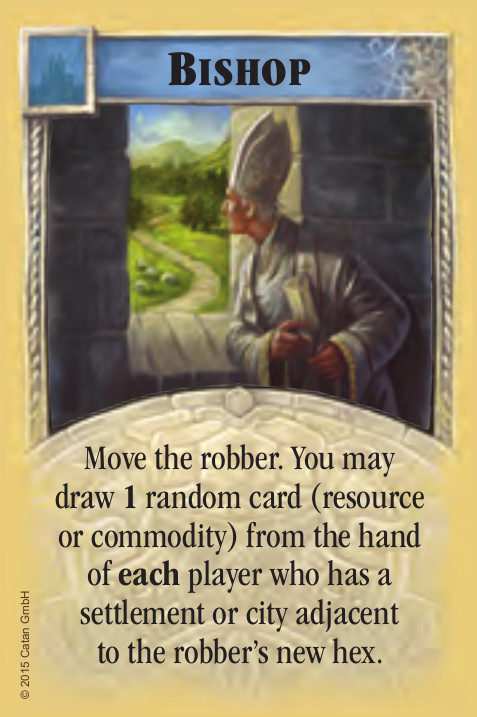 BISHOP
Move the robber. You may
draw 1 random card (resource
or commodity) from the hand
of each player who has a
settlement or city adjacent
to the robber's new hex.
© 2015 Catan GmbH